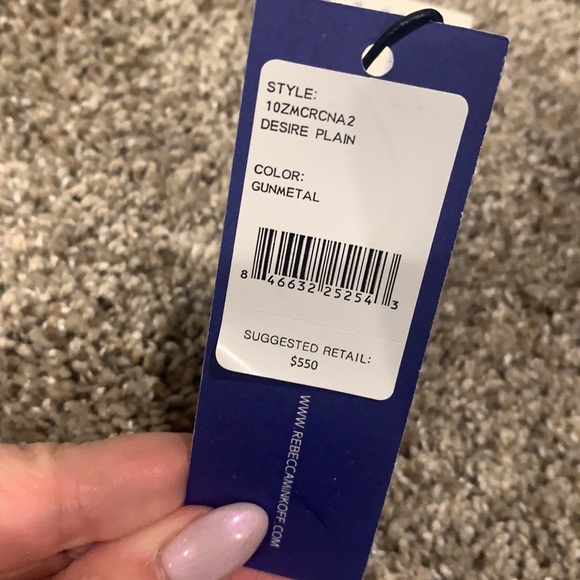 STYLE:
10ZMCRCNA2
DESIRE PLAIN
COLOR:
GUNMETAL
8 46632 25254 3
SUGGESTED RETAIL:
$550
WWW.REBECCAMINKOFF.COM